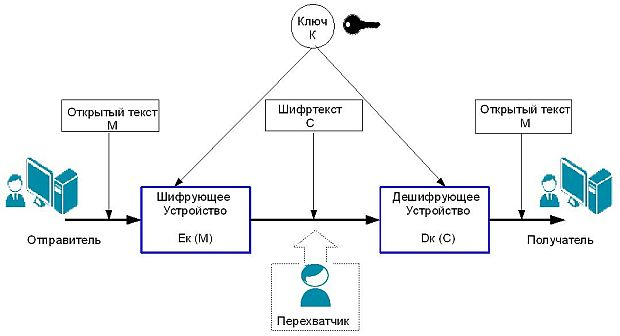 Ключ
К
Открытый текст
М
Шифртекст
С
Открытый текст
М
Шифрующее
Устройство
Ек (М)
Дешифрующее
Устройство
Dк (С)
Отправитель
Получатель
Перехватчик